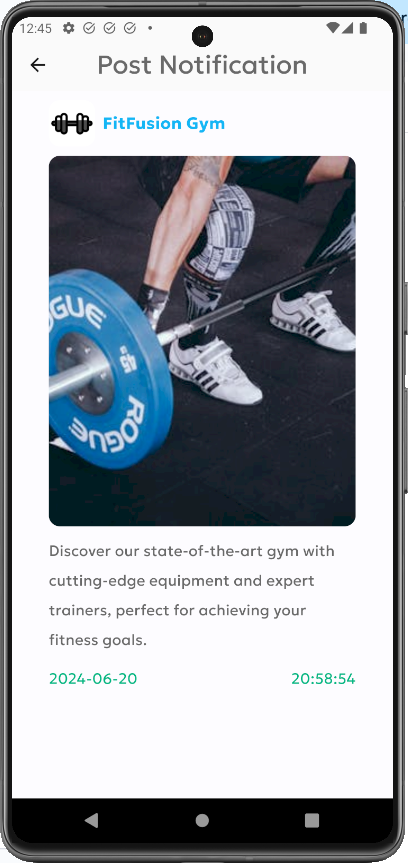 12:45
Post Notification
FitFusion Gym
ROGUE
ROGUE
Discover our state-of-the-art gym with
cutting-edge equipment and expert
trainers, perfect for achieving your
fitness goals.
2024-06-20 20:58:54